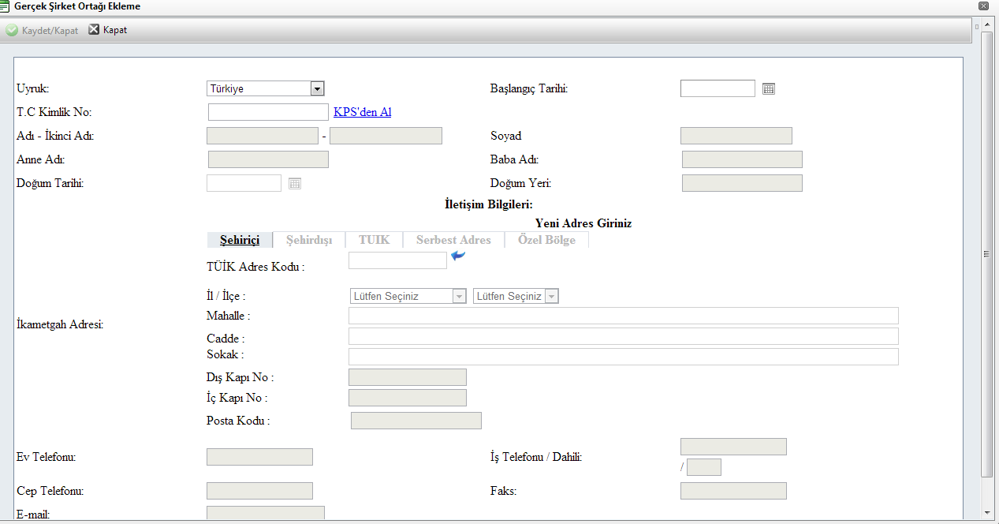 Gerçek Şirket Ortağı Ekleme
Kaydet/Kapat Kapat
Uyruk: Türkiye Başlangıç Tarihi:
T.C Kimlik No: KPS'den Al
Adı - İkinci Adı: - Soyad
Anne Adı: Baba Adı:
Doğum Tarihi: Doğum Yeri:
İletişim Bilgileri:
Yeni Adres Giriniz
Şehiriçi Şehirdışı TUIK Serbest Adres Özel Bölge
TÜİK Adres Kodu :
İl / İlçe : Lütfen Seçiniz Lütfen Seçiniz
Mahalle :
İkametgah Adresi:
Cadde :
Sokak :
Dış Kapı No :
İç Kapı No :
Posta Kodu :
Ev Telefonu: İş Telefonu / Dahili:
/
Cep Telefonu: Faks:
E-mail: